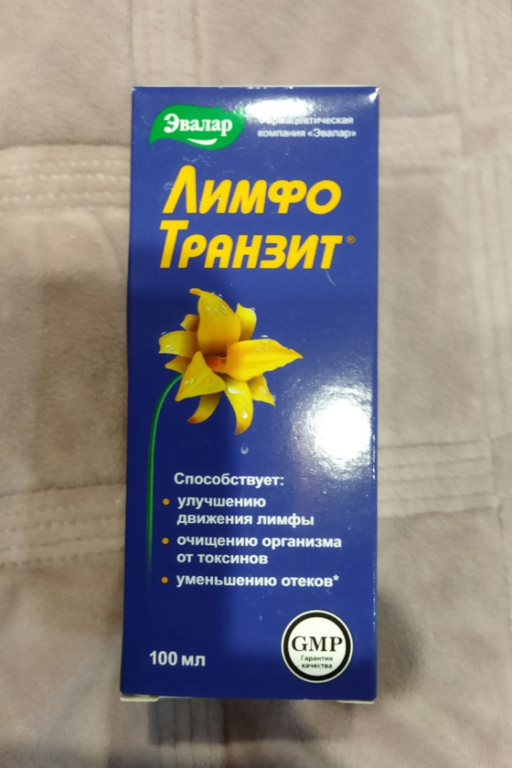 Эвалар
Фармацевтическая
компания «Эвалар»
ЛИМФО
ТРАНЗИТ®
Способствует:
• улучшению
движения лимфы
• очищению организма
от токсинов
• уменьшению отеков*
100 мл
GMP
Гарантия
качества